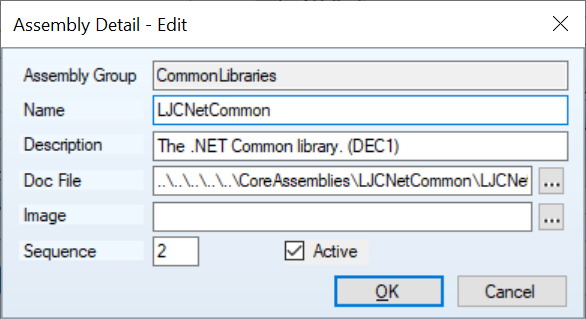 Assembly Detail - Edit
Assembly Group CommonLibraries
Name LJCNetCommon
Description The .NET Common library. (DEC1)
Doc File ..\..\..\..\..\CoreAssemblies\LJCNetCommon\LJCNet ...
Image ...
Sequence 2 Active
OK Cancel